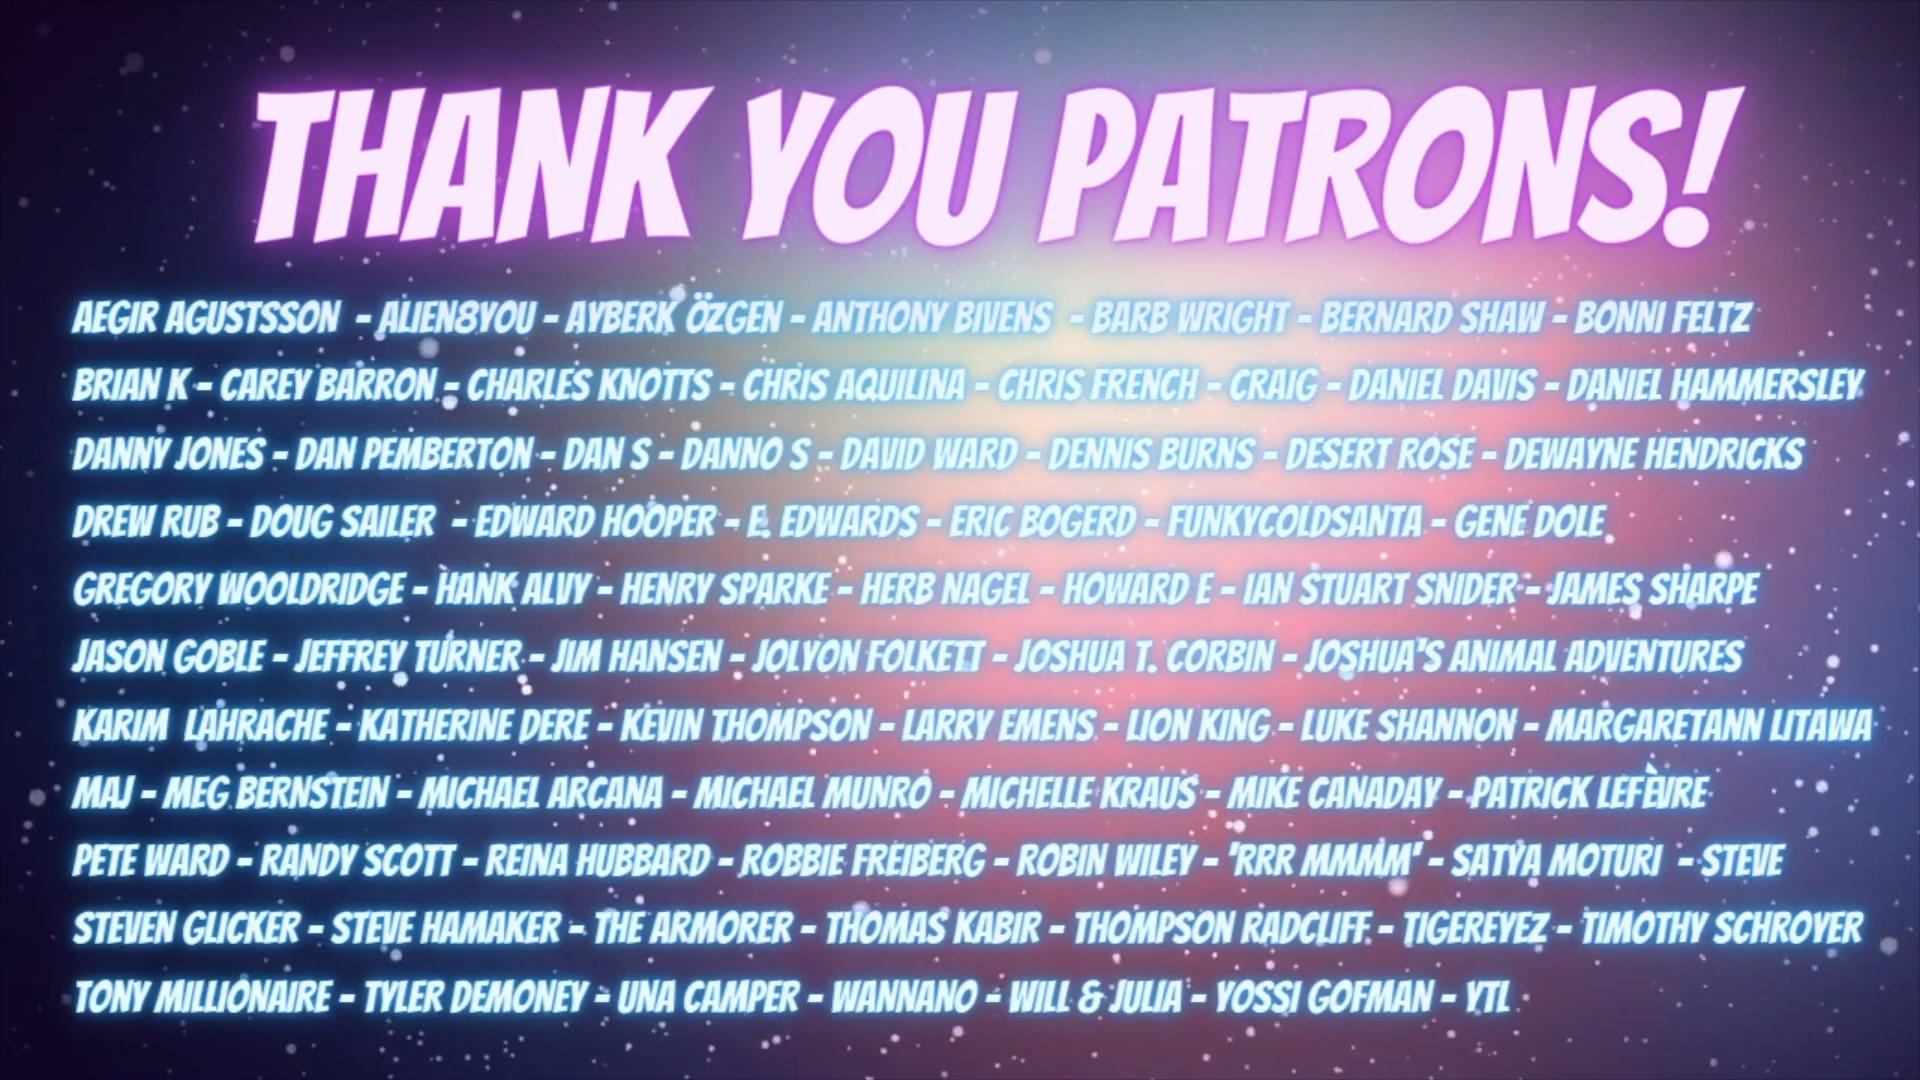 THANK YOU PATRONS!
AEGIR AGUSTSSON - ALIEN8YOU - AYBERK ÖZGEN - ANTHONY BIVENS - BARB WRIGHT - BERNARD SHAW - BONNI FELTZ
BRIAN K - CAREY BARRON - CHARLES KNOTTS - CHRIS AQUILINA - CHRIS FRENCH - CRAIG - DANIEL DAVIS - DANIEL HAMMERSLEY
DANNY JONES - DAN PEMBERTON - DAN S - DANNO S - DAVID WARD - DENNIS BURNS - DESERT ROSE - DEWAYNE HENDRICKS
DREW RUB - DOUG SAILER - EDWARD HOOPER - E. EDWARDS - ERIC BOGERD - FUNKYCOLDSANTA - GENE DOLE
GREGORY WOOLDRIDGE - HANK ALVY - HENRY SPARKE - HERB NAGEL - HOWARD E - IAN STUART SNIDER - JAMES SHARPE
JASON GOBLE - JEFFREY TURNER - JIM HANSEN - JOLYON FOLKETT - JOSHUA T. CORBIN - JOSHUA'S ANIMAL ADVENTURES
KARIM LAHRACHE - KATHERINE DERE - KEVIN THOMPSON - LARRY EMENS - LION KING - LUKE SHANNON - MARGARETANN LITAWA
MAJ - MEG BERNSTEIN - MICHAEL ARCANA - MICHAEL MUNRO - MICHELLE KRAUS - MIKE CANADAY - PATRICK LEFÈVRE
PETE WARD - RANDY SCOTT - REINA HUBBARD - ROBBIE FREIBERG - ROBIN WILEY - 'RRR MMMM' - SATYA MOTURI - STEVE
STEVEN GLICKER - STEVE HAMAKER - THE ARMORER - THOMAS KABIR - THOMPSON RADCLIFF - TIGEREYEZ - TIMOTHY SCHROYER
TONY MILLIONAIRE - TYLER DEMONEY - UNA CAMPER - WANNANO - WILL & JULIA - YOSSI GOFMAN - YTL